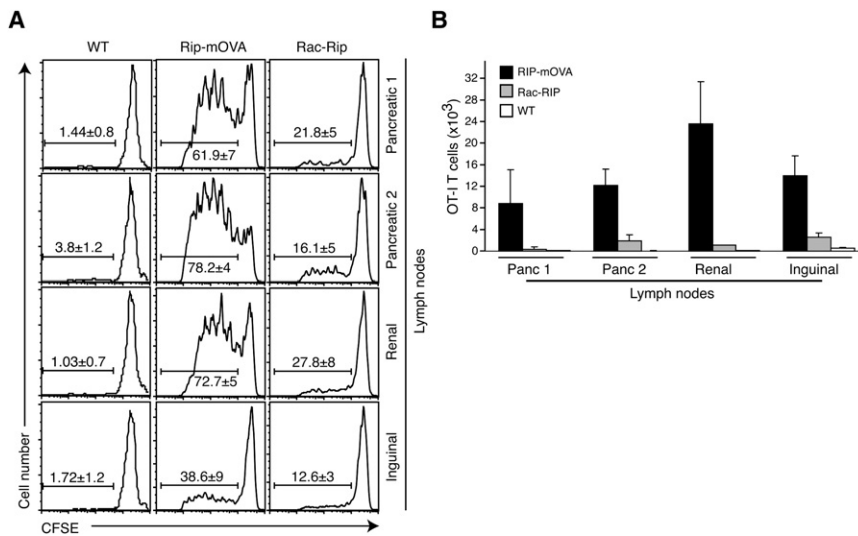 A
WT
Rip-mOVA
Rac-Rip
1.44±0.8
61.9±7
21.8±5
Pancreatic 1
3.8±1.2
78.2±4
16.1±5
Pancreatic 2
1.03±0.7
72.7±5
27.8±8
Renal
1.72±1.2
38.6±9
12.6±3
Inguinal
Lymph nodes
Cell number
CFSE
B
RIP-mOVA
Rac-RIP
WT
OT-I T cells (x10³)
32
28
24
20
16
12
8
4
0
Panc 1
Panc 2
Renal
Inguinal
Lymph nodes